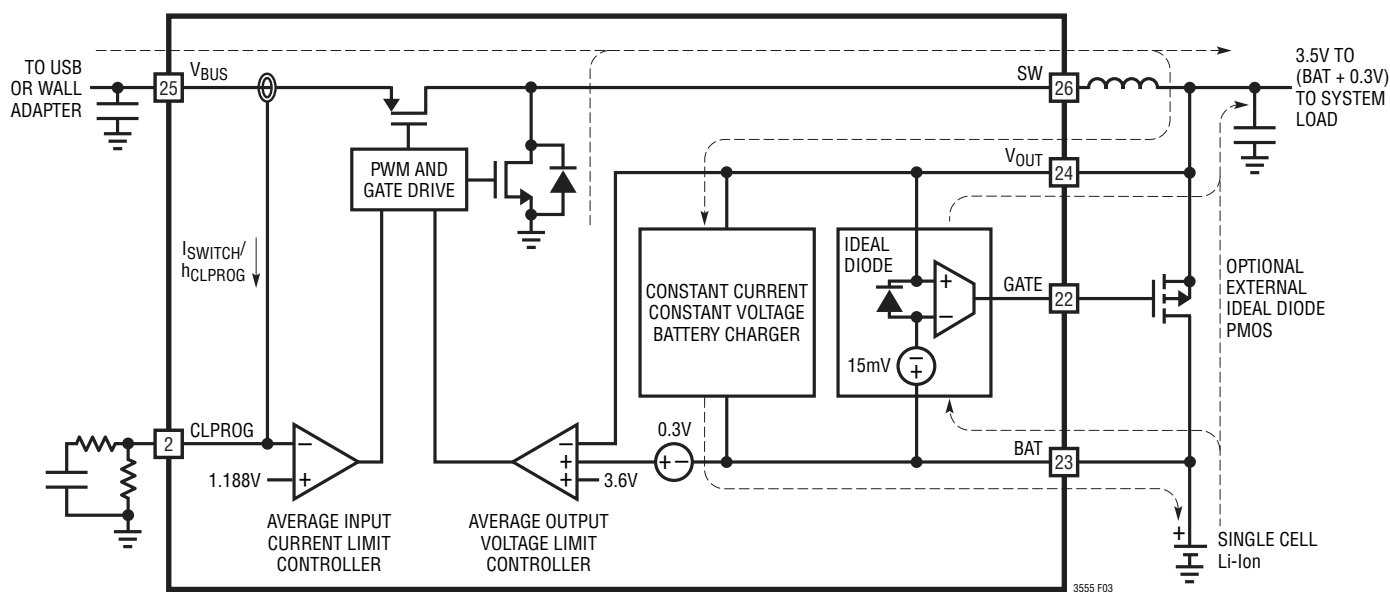 TO USB
OR WALL
ADAPTER
25
VBUS
SW
26
3.5V TO
(BAT + 0.3V)
TO SYSTEM
LOAD
PWM AND
GATE DRIVE
VOUT
24
ISWITCH/
hCLPROG
CONSTANT CURRENT
CONSTANT VOLTAGE
BATTERY CHARGER
IDEAL
DIODE
+
−
15mV
−
+
GATE
22
OPTIONAL
EXTERNAL
IDEAL DIODE
PMOS
2
CLPROG
−
+
1.188V
AVERAGE INPUT
CURRENT LIMIT
CONTROLLER
−
+
+
3.6V
AVERAGE OUTPUT
VOLTAGE LIMIT
CONTROLLER
0.3V
+ −
BAT
23
+
SINGLE CELL
Li-Ion
3555 F03